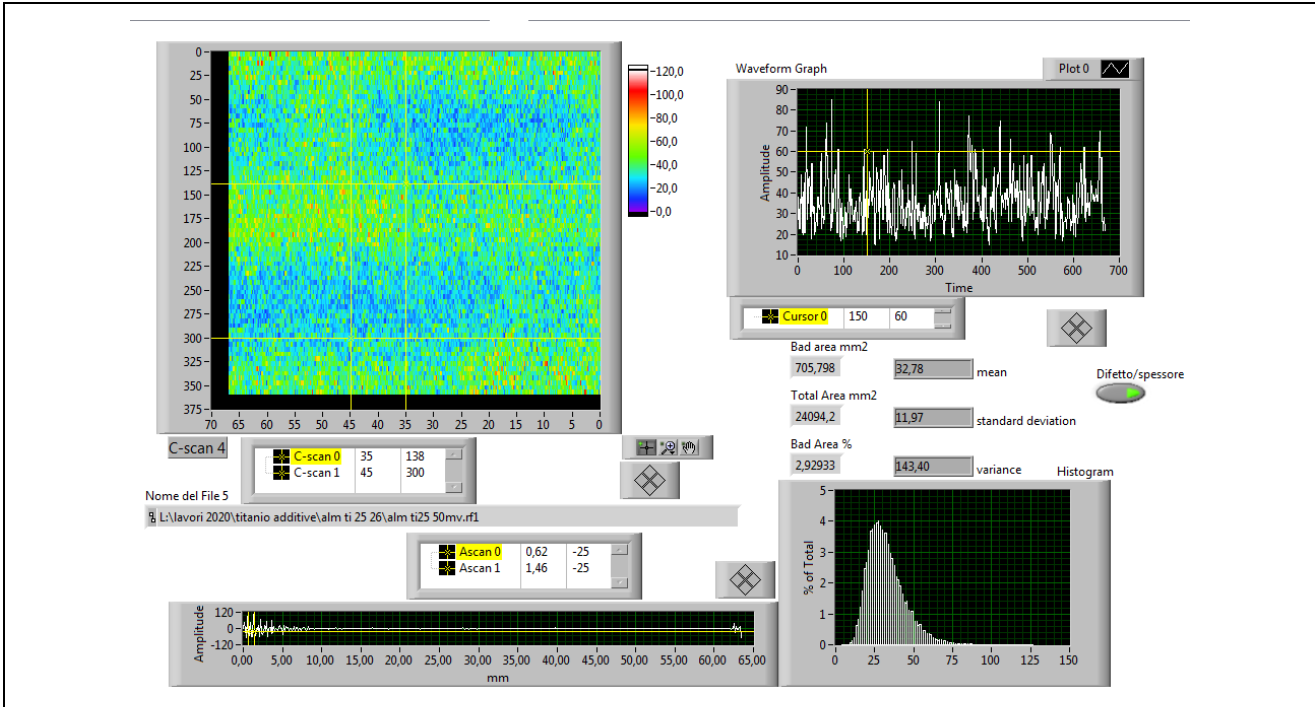 0
25
50
75
100
125
150
175
200
225
250
275
300
325
350
375
70 65 60 55 50 45 40 35 30 25 20 15 10 5 0
120,0
100,0
80,0
60,0
40,0
20,0
0,0
C-scan 4
C-scan 0 35 138
C-scan 1 45 300
Nome del File 5
L:\lavori 2020\titanio additive\alm ti 25 26\alm ti25 50mv.rf1
Ascan 0 0,62 -25
Ascan 1 1,46 -25
Amplitude
120
0
-120
0,00 5,00 10,00 15,00 20,00 25,00 30,00 35,00 40,00 45,00 50,00 55,00 60,00 65,00
mm
Waveform Graph
Plot 0
Amplitude
90
80
70
60
50
40
30
20
10
0 100 200 300 400 500 600 700
Time
Cursor 0 150 60
Bad area mm2
705,798 32,78 mean
Difetto/spessore
Total Area mm2
24094,2 11,97 standard deviation
Bad Area %
2,92933 143,40 variance
Histogram
% of Total
5
4
3
2
1
0
0 25 50 75 100 125 150